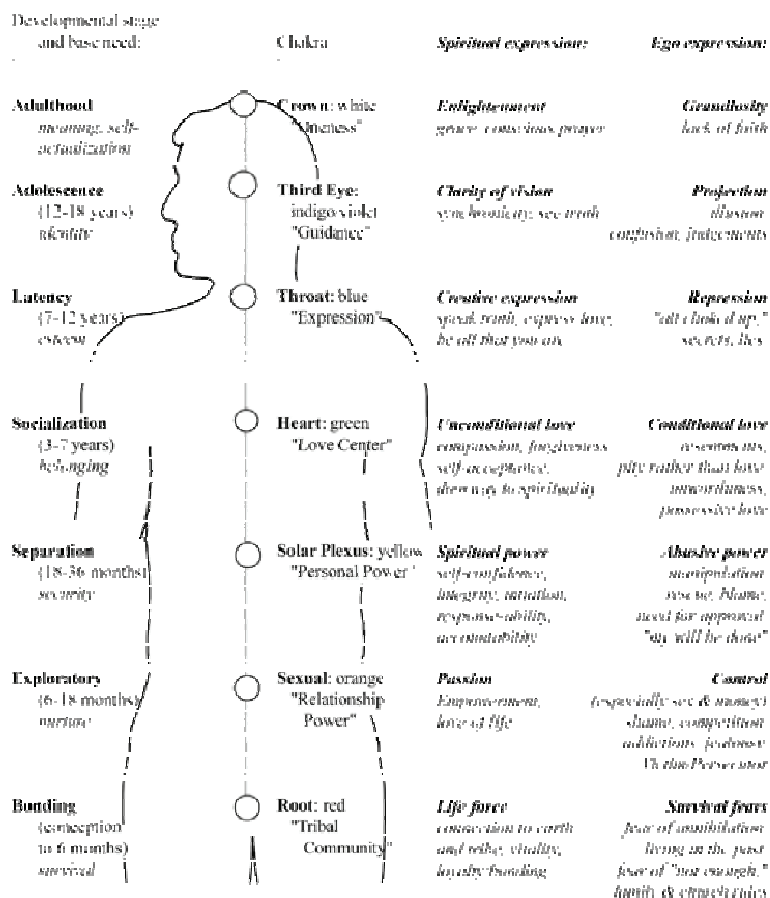 Developmental stage
and base need:
Chakra
Spiritual expression:
Ego expression:
Adulthood
meaning, self-
actualization
Crown: white
"Oneness"
Enlightenment
grace, conscious prayer
Grandiosity
lack of faith
Adolescence
(12-18 years)
identity
Third Eye:
indigo/violet
"Guidance"
Clarity of vision
synchronicity, see truth
Projection
illusion
confusion, judgements
Latency
(7-12 years)
esteem
Throat: blue
"Expression"
Creative expression
speak truth, express love,
be all that you are
Repression
"all choked up,"
secrets, lies
Socialization
(3-7 years)
belonging
Heart: green
"Love Center"
Unconditional love
compassion, forgiveness
self-acceptance,
doorway to spirituality
Conditional love
resentments,
pity rather than love
unworthiness,
possessive love
Separation
(18-36 months)
security
Solar Plexus: yellow
"Personal Power"
Spiritual power
self-confidence,
integrity, intuition,
response-ability,
accountability
Abusive power
manipulation
rescue, blame,
need for approval
"my will be done"
Exploratory
(6-18 months)
nurture
Sexual: orange
"Relationship
Power"
Passion
Empowerment,
love of life
Control
(especially sex & money)
shame, competition
addictions, jealousy
Victim/Persecutor
Bonding
(conception
to 6 months)
survival
Root: red
"Tribal
Community"
Life force
connection to earth
and tribe, vitality,
loyalty/bonding
Survival fears
fear of annihilation
living in the past
fear of "not enough,"
family & church rules